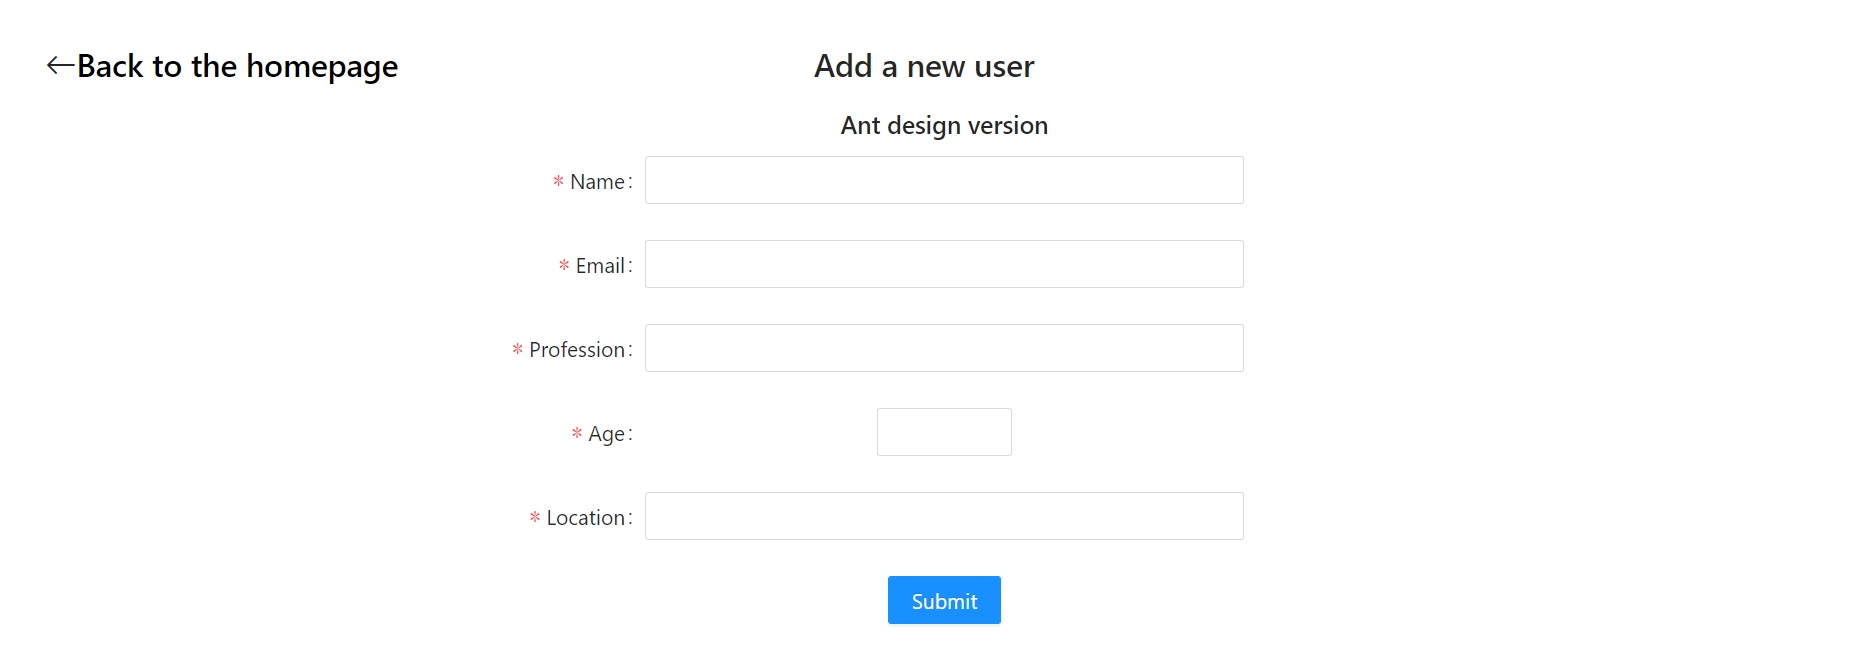 ←Back to the homepage
Add a new user
Ant design version
* Name:
* Email:
* Profession:
* Age:
* Location:
Submit